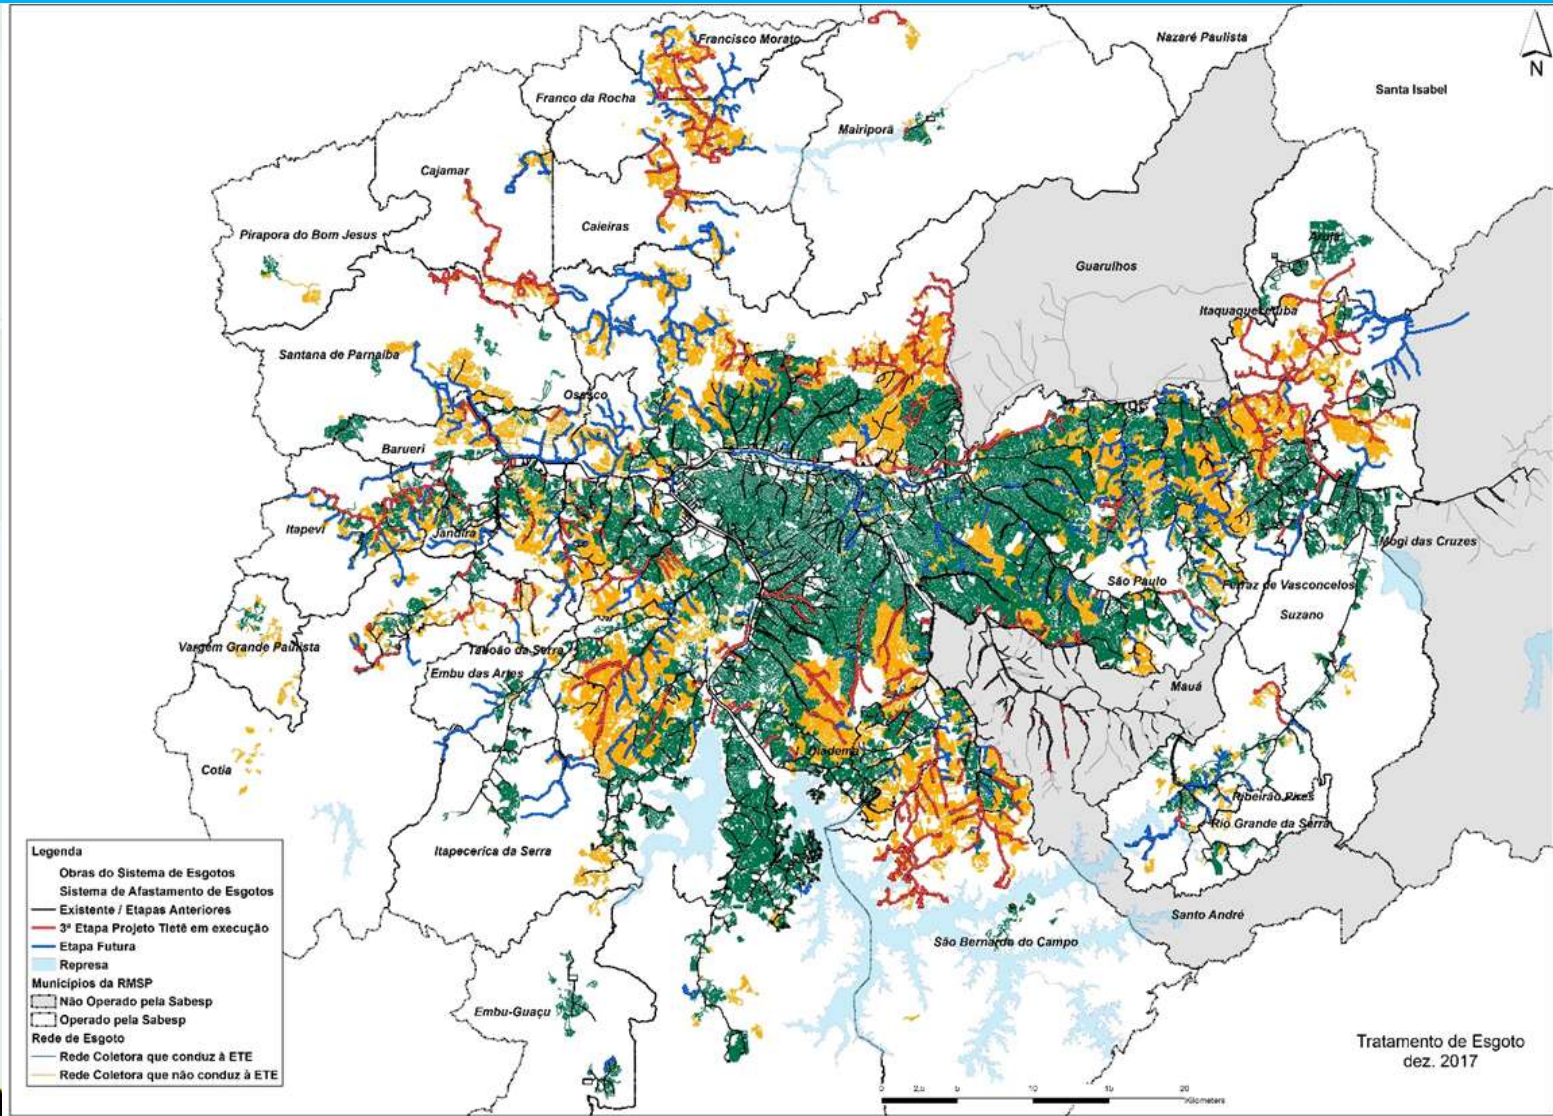 Francisco Morato
Nazaré Paulista
N
Santa Isabel
Franco da Rocha
Mairiporã
Cajamar
Caieiras
Pirapora do Bom Jesus
Arujá
Guarulhos
Itaquaquecetuba
Santana de Parnaíba
Osasco
Barueri
Itapevi
Jandira
Mogi das Cruzes
São Paulo
Ferraz de Vasconcelos
Suzano
Vargem Grande Paulista
Taboão da Serra
Embu das Artes
Mauá
Cotia
Diadema
Ribeirão Pires
Rio Grande da Serra
Itapecerica da Serra
Santo André
São Bernardo do Campo
Embu-Guaçu
Legenda
Obras do Sistema de Esgotos
Sistema de Afastamento de Esgotos
Existente / Etapas Anteriores
3ª Etapa Projeto Tietê em execução
Etapa Futura
Represa
Municípios da RMSP
Não Operado pela Sabesp
Operado pela Sabesp
Rede de Esgoto
Rede Coletora que conduz à ETE
Rede Coletora que não conduz à ETE
Tratamento de Esgoto
dez. 2017
0 2,5 5 10 15 20
Kilometers